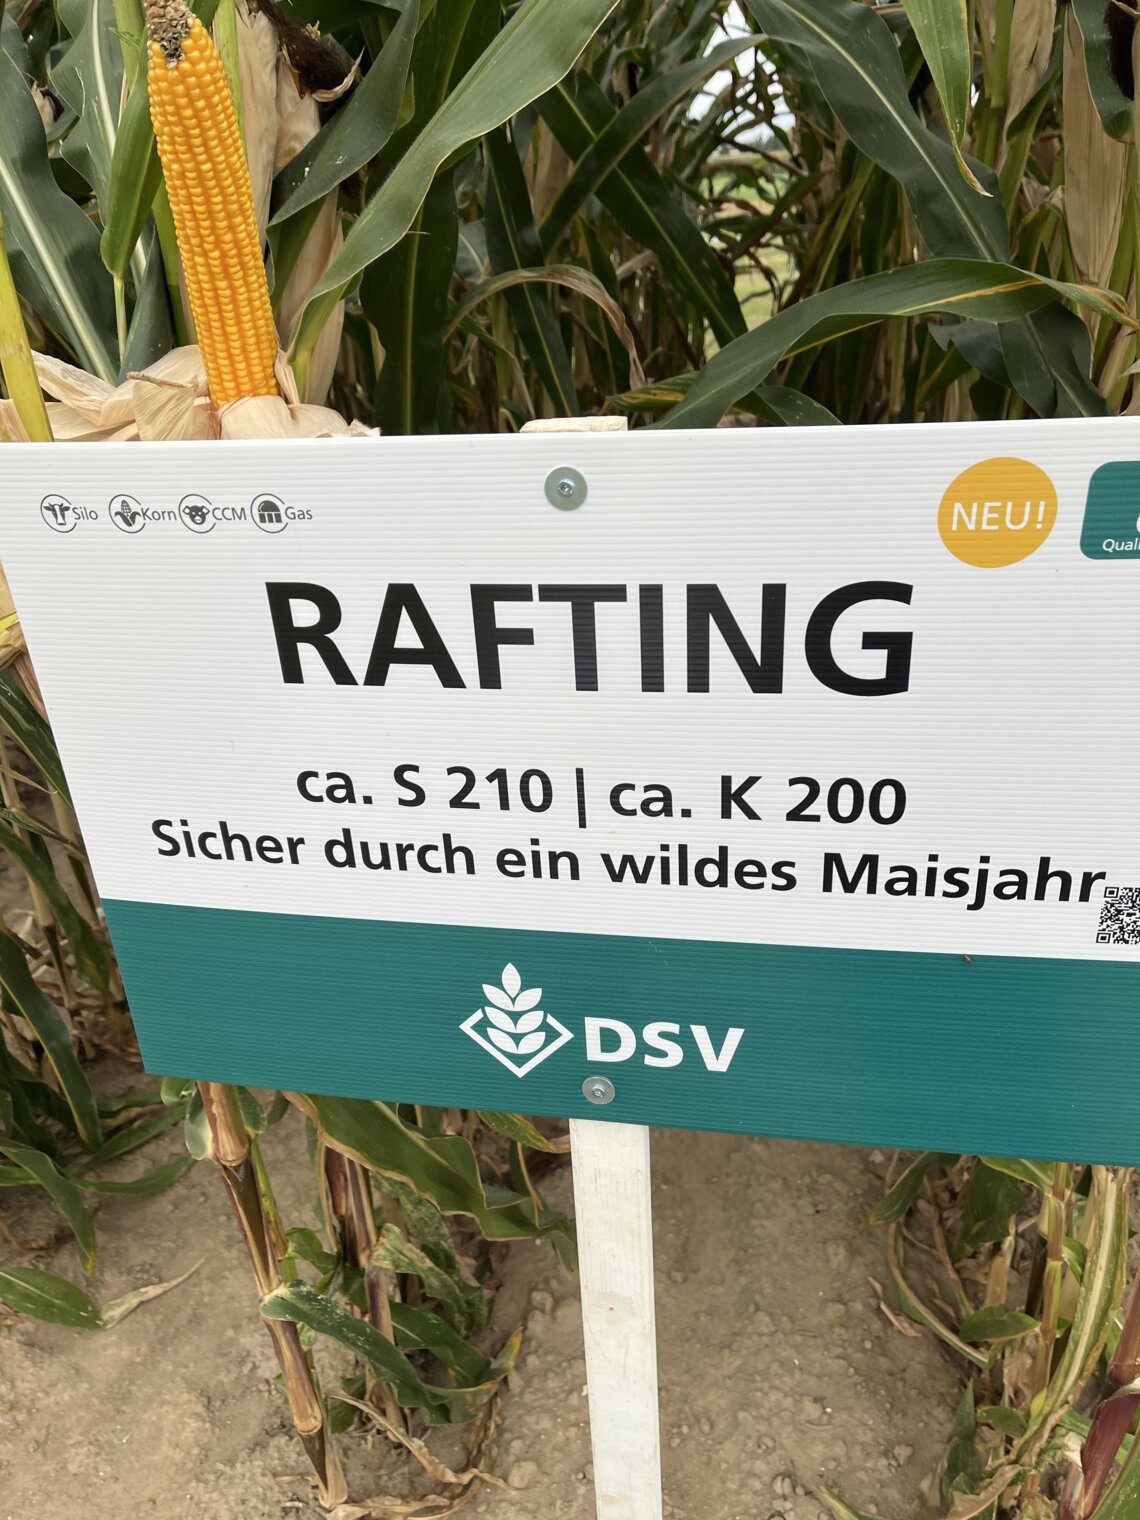 Silo Korn CCM Gas
NEU!
RAFTING
ca. S 210 | ca. K 200
Sicher durch ein wildes Maisjahr
DSV